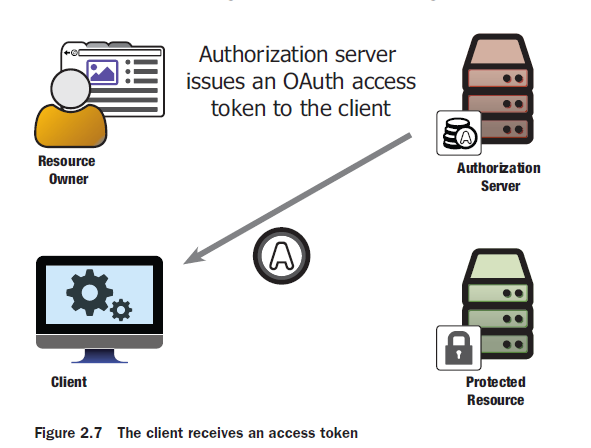 Authorization server
issues an OAuth access
token to the client
Resource
Owner
Authorization
Server
A
A
Client
Protected
Resource
Figure 2.7 The client receives an access token